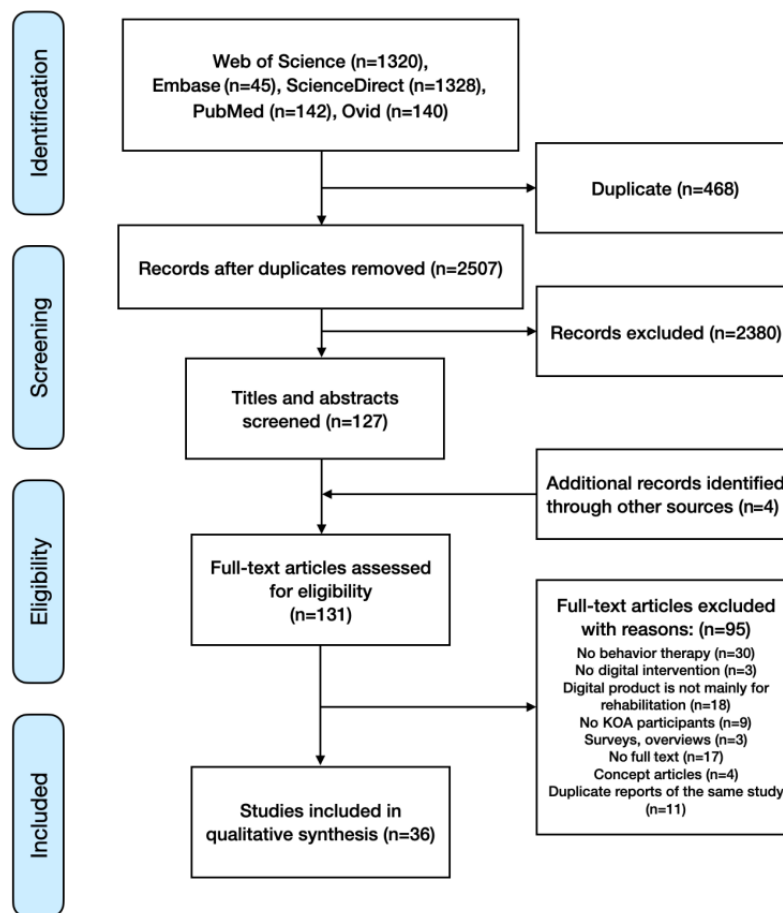 Identification
Web of Science (n=1320),
Embase (n=45), ScienceDirect (n=1328),
PubMed (n=142), Ovid (n=140)
Duplicate (n=468)
Records after duplicates removed (n=2507)
Screening
Records excluded (n=2380)
Titles and abstracts
screened (n=127)
Additional records identified
through other sources (n=4)
Eligibility
Full-text articles assessed
for eligibility
(n=131)
Full-text articles excluded
with reasons: (n=95)
No behavior therapy (n=30)
No digital intervention (n=3)
Digital product is not mainly for
rehabilitation (n=18)
No KOA participants (n=9)
Surveys, overviews (n=3)
No full text (n=17)
Concept articles (n=4)
Duplicate reports of the same study
(n=11)
Included
Studies included in
qualitative synthesis (n=36)